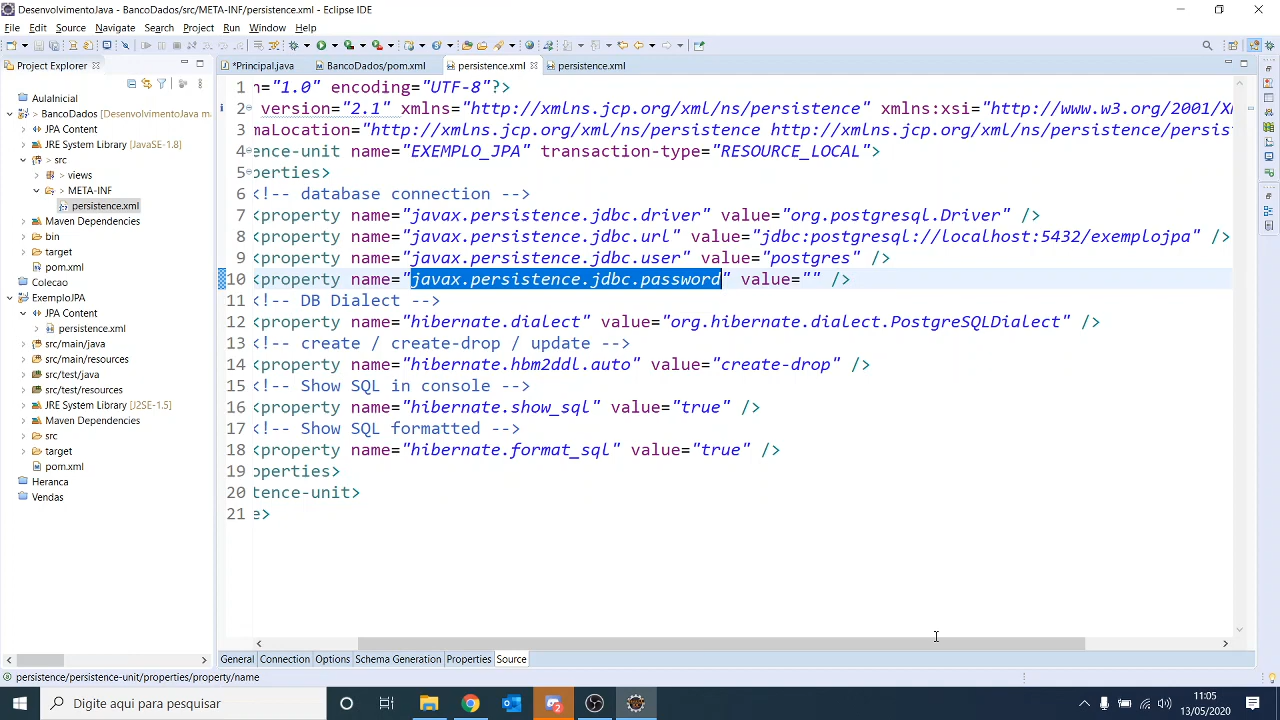 DesenvolvimentoJava - BancoDados/src/META-INF/persistence.xml - Eclipse IDE
File Edit Source Navigate Search Project Run Window Help
Project Explorer
*Principal.java BancoDados/pom.xml persistence.xml persistence.xml
AulaInicial
> BancoDados [DesenvolvimentoJava ma
JPA Content
JRE System Library [JavaSE-1.8]
> src
> views
> META-INF
persistence.xml
Maven Dependencies
bin
target
pom.xml
Colecao
ExemploJPA
JPA Content
persistence.xml
src/main/java
src/main/resources
src/test/java
src/test/resources
JRE System Library [J2SE-1.5]
Maven Dependencies
src
target
pom.xml
Heranca
Vendas
1 n="1.0" encoding="UTF-8"?>
2 version="2.1" xmlns="http://xmlns.jcp.org/xml/ns/persistence" xmlns:xsi="http://www.w3.org/2001/X
3 maLocation="http://xmlns.jcp.org/xml/ns/persistence http://xmlns.jcp.org/xml/ns/persistence/persis
4 ence-unit name="EXEMPLO_JPA" transaction-type="RESOURCE_LOCAL">
5 perties>
6 <!-- database connection -->
7 <property name="javax.persistence.jdbc.driver" value="org.postgresql.Driver" />
8 <property name="javax.persistence.jdbc.url" value="jdbc:postgresql://localhost:5432/exemplojpa" />
9 <property name="javax.persistence.jdbc.user" value="postgres" />
10 <property name="javax.persistence.jdbc.password" value="" />
11 <!-- DB Dialect -->
12 <property name="hibernate.dialect" value="org.hibernate.dialect.PostgreSQLDialect" />
13 <!-- create / create-drop / update -->
14 <property name="hibernate.hbm2ddl.auto" value="create-drop" />
15 <!-- Show SQL in console -->
16 <property name="hibernate.show_sql" value="true" />
17 <!-- Show SQL formatted -->
18 <property name="hibernate.format_sql" value="true" />
19 operties>
20 tence-unit>
21 e>
General Connection Options Schema Generation Properties Source
persistence/persistence-unit/properties/property/name
Digite aqui para pesquisar
11:05
13/05/2020